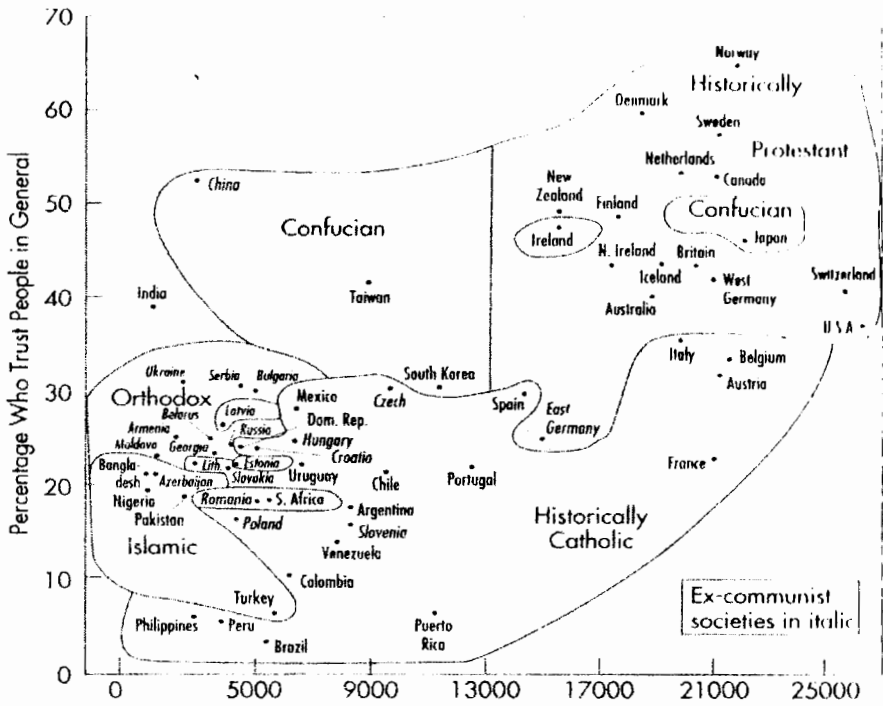 Percentage Who Trust People in General
70
60
50
40
30
20
10
0
Norway
Historically
Denmark
Sweden
Protestant
Netherlands
Canada
New
Zealand
Finland
Confucian
Japan
Ireland
N. Ireland
Britain
Iceland
West
Germany
Switzerland
Australia
U.S.A.
China
Confucian
India
Taiwan
Italy
Belgium
Austria
Ukraine
Serbia
Bulgaria
South Korea
Mexico
Czech
Spain
East
Germany
Orthodox
Latvia
Dom. Rep.
Belarus
Armenia
Russia
Hungary
Moldova
Georgia
Croatia
Bangla-
desh
Lith.
Estonia
Azerbaijan
Slovakia
Uruguay
Chile
Portugal
France
Nigeria
Romania
S. Africa
Pakistan
Poland
Argentina
Slovenia
Historically
Catholic
Islamic
Venezuela
Colombia
Turkey
Philippines
Peru
Brazil
Puerto
Rica
Ex-communist
societies in italic
0
5000
9000
13000
17000
21000
25000